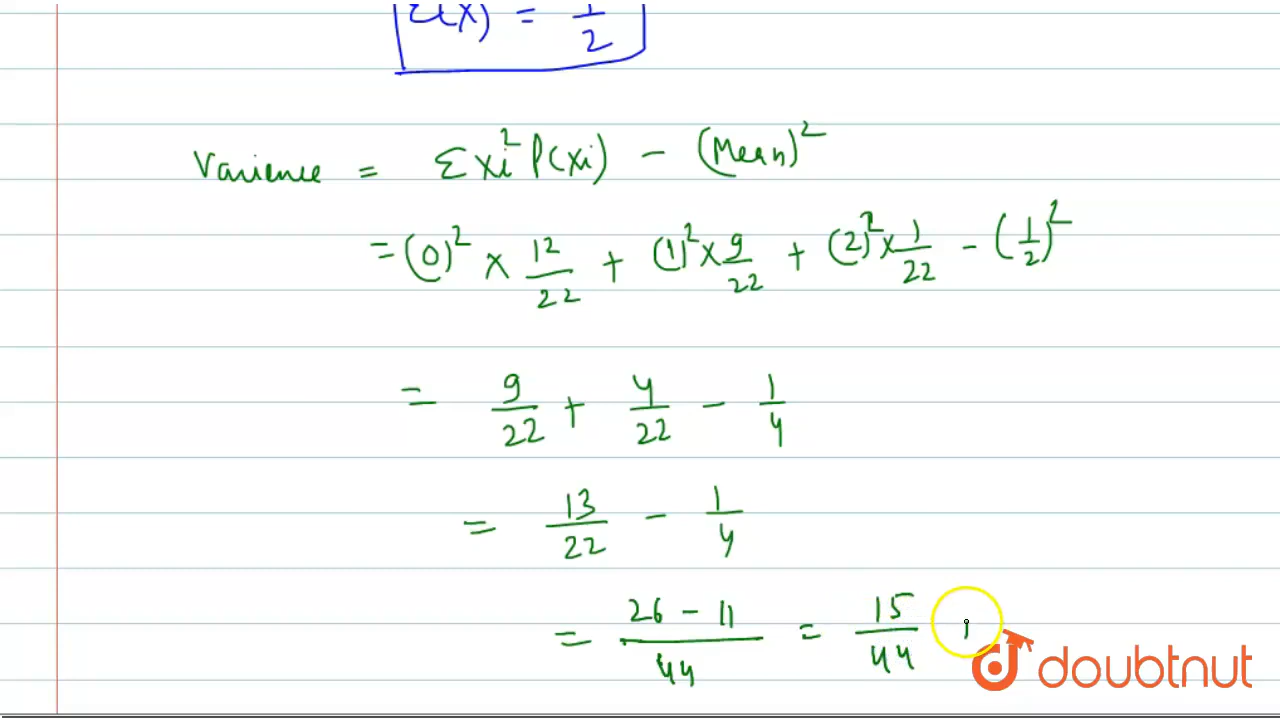 E(X) = 1/2
Varience = Σxi² P(xi) - (Mean)²
= (0)² × 12/22 + (1)² × 9/22 + (2)² × 1/22 - (1/2)²
= 9/22 + 4/22 - 1/4
= 13/22 - 1/4
= 26 - 11/44 = 15/44
doubtnut